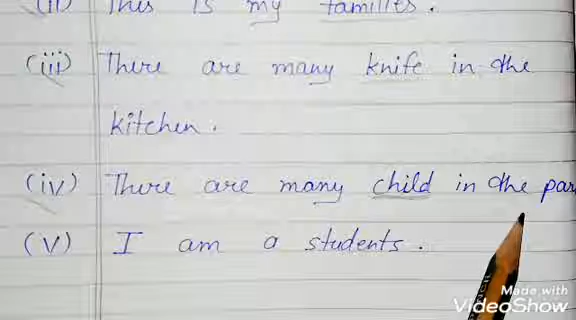 (ii) This is my families.
(iii) There are many knife in the
kitchen.
(iv) There are many child in the par
(v) I am a students.
Made with
VideoShow